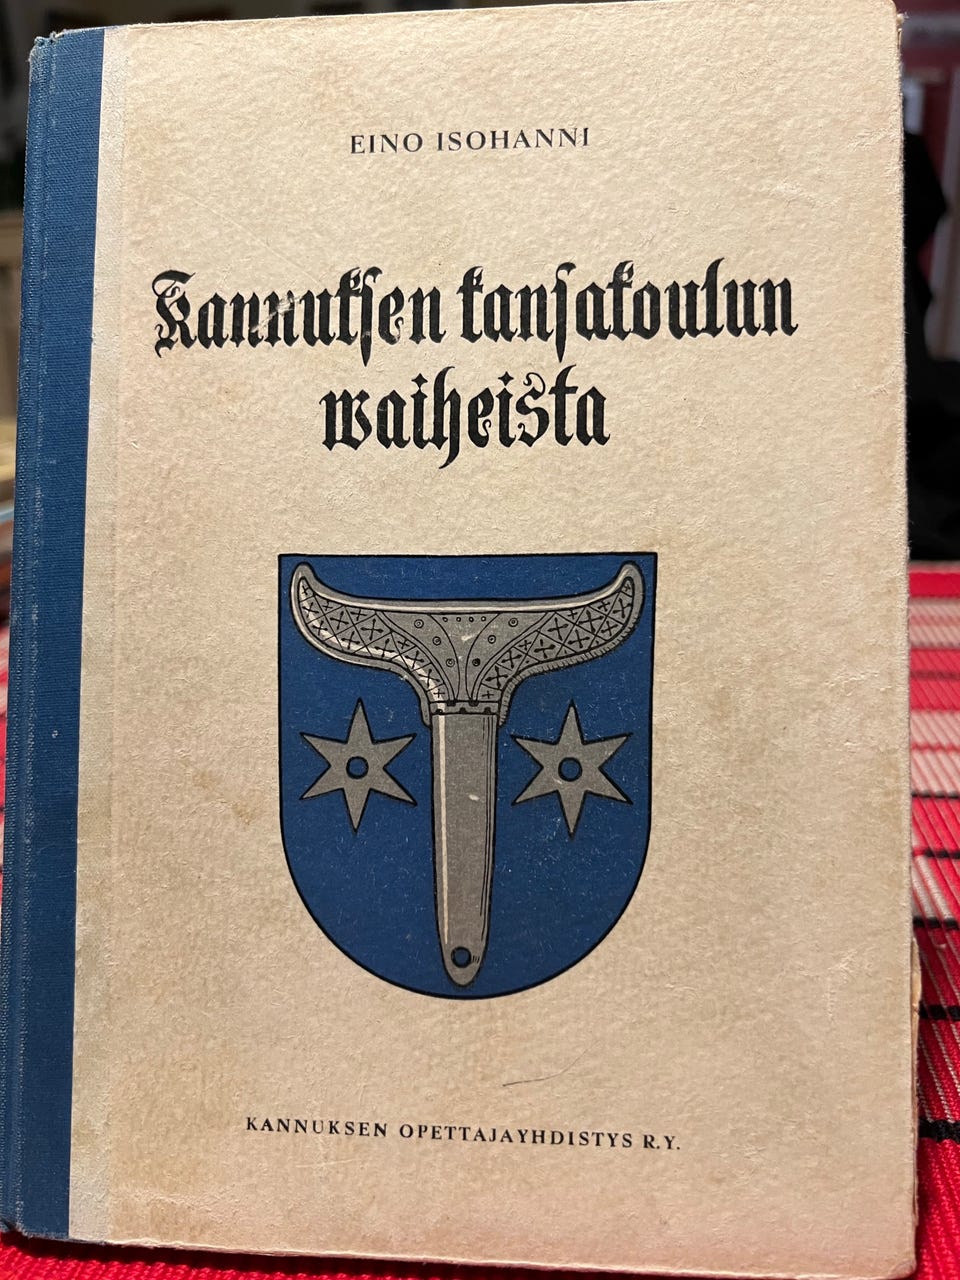 EINO ISOHANNI
Kannuksen kansakoulun
waiheista
KANNUKSEN OPETTAJAYHDISTYS R.Y.